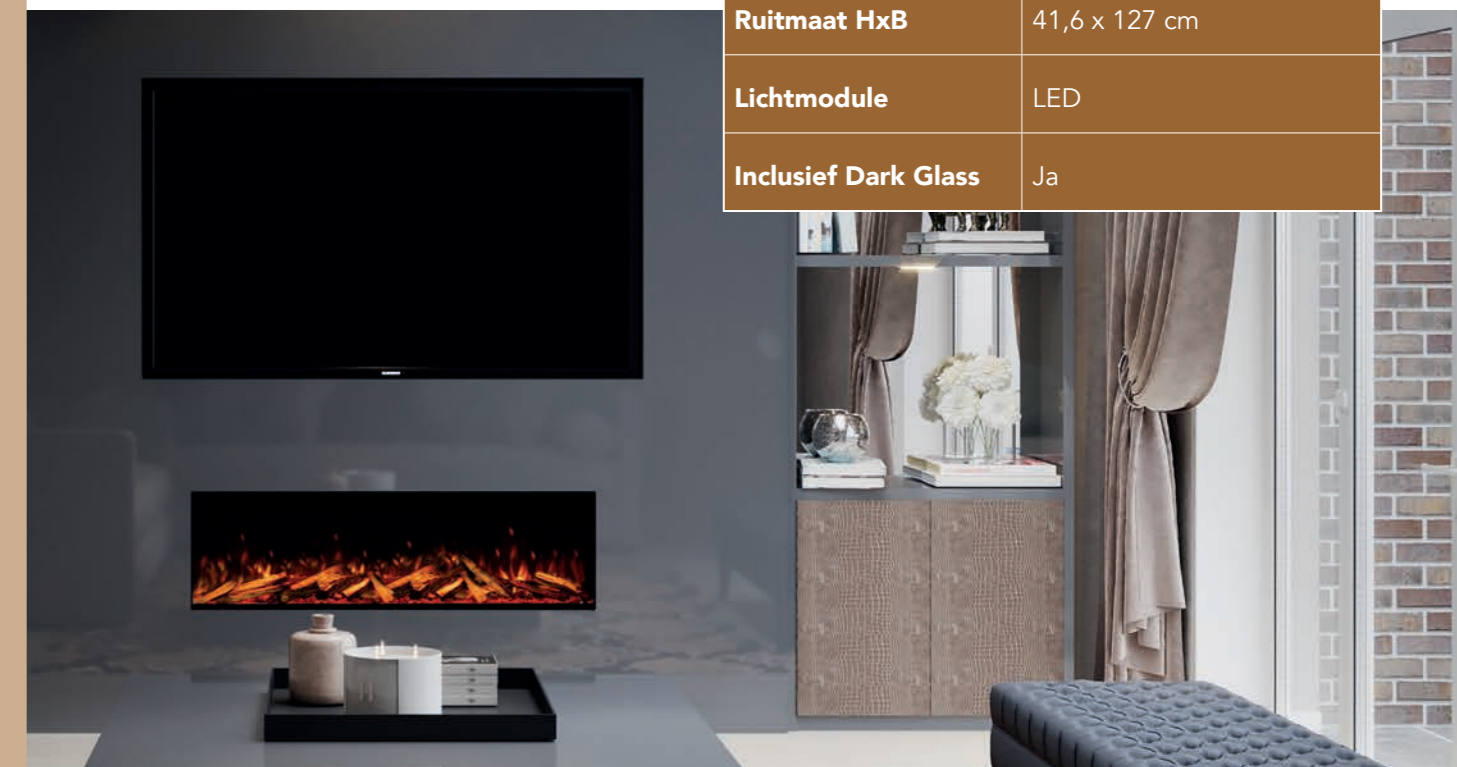 Ruitmaat HxB 41,6 x 127 cm
Lichtmodule LED
Inclusief Dark Glass Ja